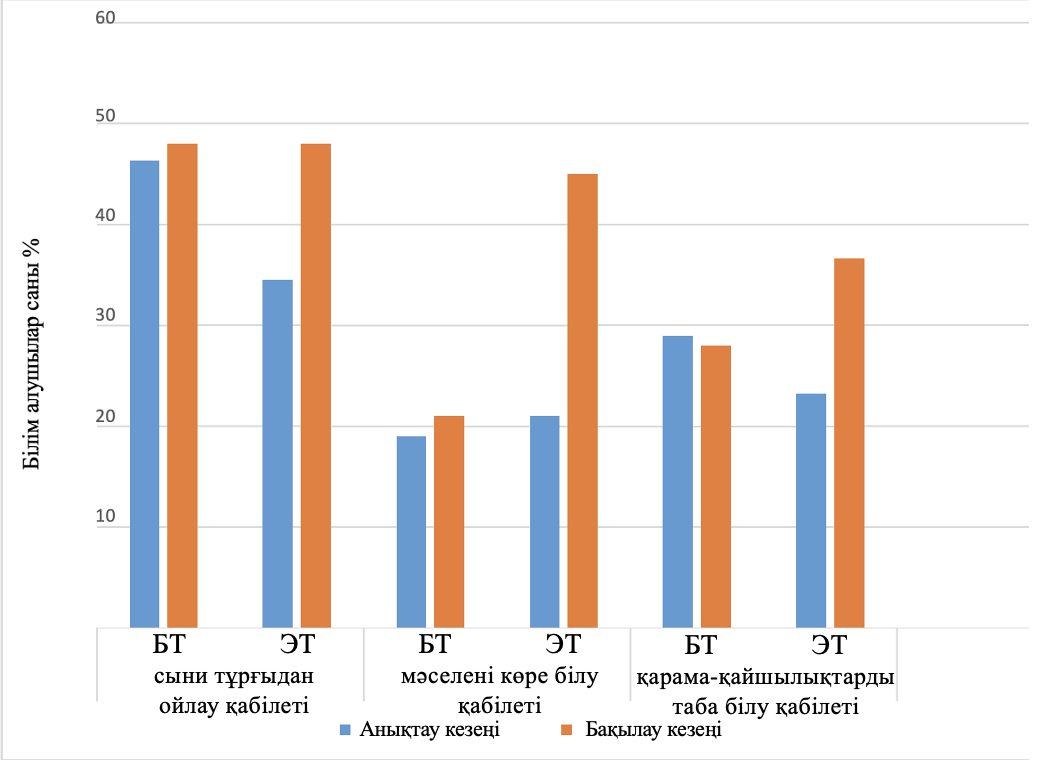 60
50
40
30
20
10
Білім алушылар саны %
БТ ЭТ БТ ЭТ БТ ЭТ
сыни тұрғыдан
ойлау қабілеті
мәселені көре білу
қабілеті
қарама-қайшылықтарды
таба білу қабілеті
Анықтау кезеңі Бақылау кезеңі